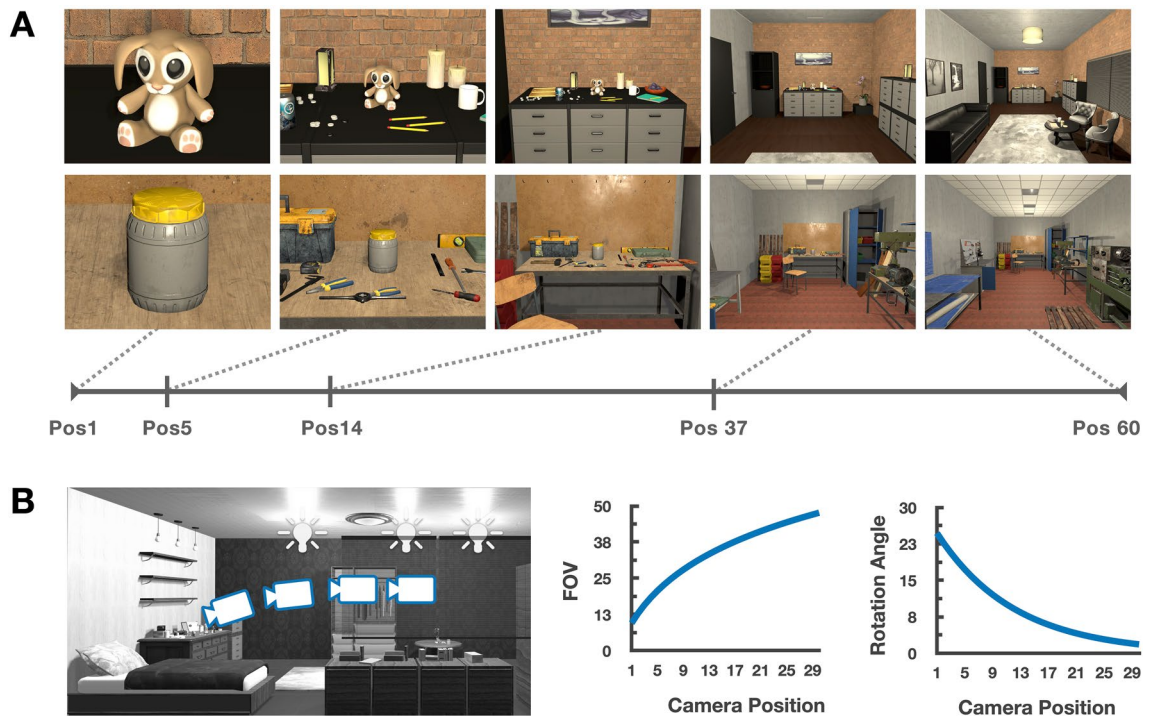 A
Pos1 Pos5 Pos14 Pos 37 Pos 60
B
FOV
50
38
25
13
0
1 5 9 13 17 21 25 29
Camera Position
Rotation Angle
30
23
15
8
0
1 5 9 13 17 21 25 29
Camera Position